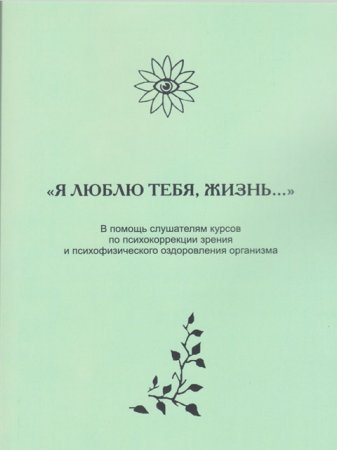 «Я ЛЮБЛЮ ТЕБЯ, ЖИЗНЬ...»
В помощь слушателям курсов
по психокоррекции зрения
и психофизического оздоровления организма